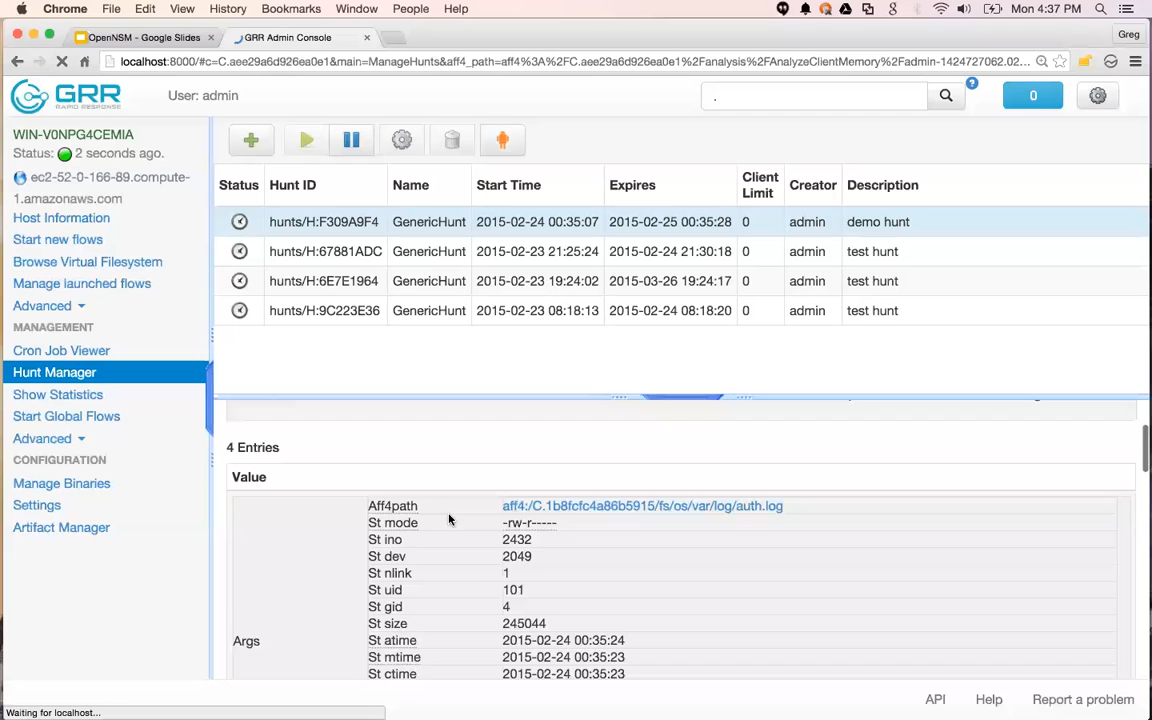 Chrome File Edit View History Bookmarks Window People Help Mon 4:37 PM
OpenNSM - Google Slides × GRR Admin Console × Greg
localhost:8000/#c=C.aee29a6d926ea0e1&main=ManageHunts&aff4_path=aff4%3A%2FC.aee29a6d926ea0e1%2Fanalysis%2FAnalyzeClientMemory%2Fadmin-1424727062.02...
GRR
RAPID RESPONSE
User: admin
.
?
0
WIN-V0NPG4CEMIA
Status: 2 seconds ago.
ec2-52-0-166-89.compute-
1.amazonaws.com
Host Information
Start new flows
Browse Virtual Filesystem
Manage launched flows
Advanced
MANAGEMENT
Cron Job Viewer
Hunt Manager
Show Statistics
Start Global Flows
Advanced
CONFIGURATION
Manage Binaries
Settings
Artifact Manager
Status Hunt ID Name Start Time Expires Client Limit Creator Description
hunts/H:F309A9F4 GenericHunt 2015-02-24 00:35:07 2015-02-25 00:35:28 0 admin demo hunt
hunts/H:67881ADC GenericHunt 2015-02-23 21:25:24 2015-02-24 21:30:18 0 admin test hunt
hunts/H:6E7E1964 GenericHunt 2015-02-23 19:24:02 2015-03-26 19:24:17 0 admin test hunt
hunts/H:9C223E36 GenericHunt 2015-02-23 08:18:13 2015-02-24 08:18:20 0 admin test hunt
4 Entries
Value
Args
Aff4path aff4:/C.1b8fcfc4a86b5915/fs/os/var/log/auth.log
St mode -rw-r-----
St ino 2432
St dev 2049
St nlink 1
St uid 101
St gid 4
St size 245044
St atime 2015-02-24 00:35:24
St mtime 2015-02-24 00:35:23
St ctime 2015-02-24 00:35:23
API Help Report a problem
Waiting for localhost...